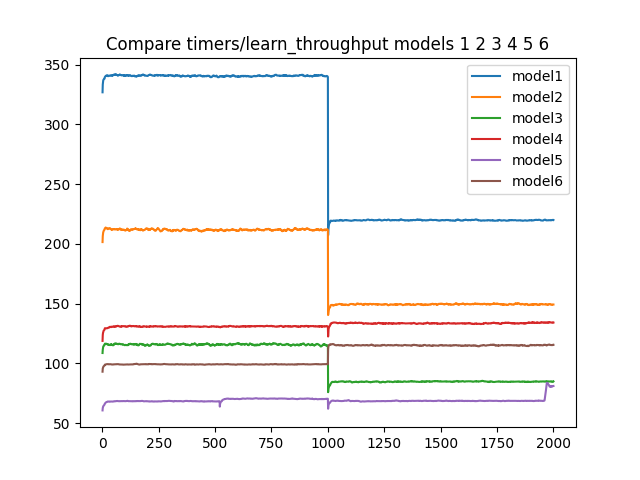 Compare timers/learn_throughput models 1 2 3 4 5 6
350
300
250
200
150
100
50
model1
model2
model3
model4
model5
model6
0 250 500 750 1000 1250 1500 1750 2000